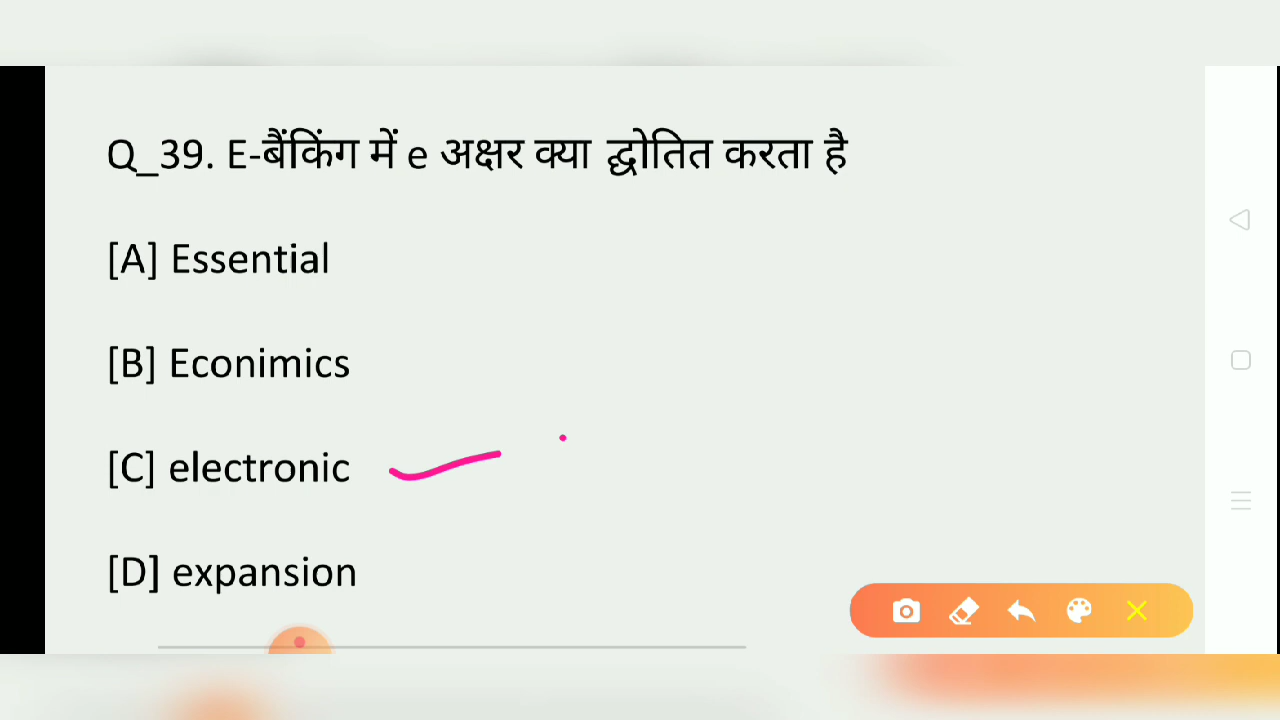 Q_39. E-बैंकिंग में e अक्षर क्या द्घोतित करता है
[A] Essential
[B] Econimics
[C] electronic
[D] expansion